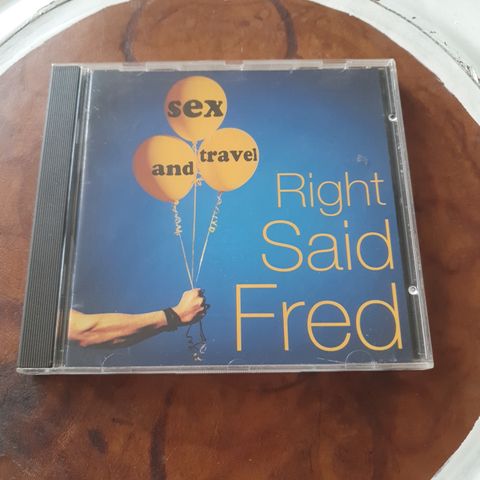 sex
and travel
Right
Said
Fred